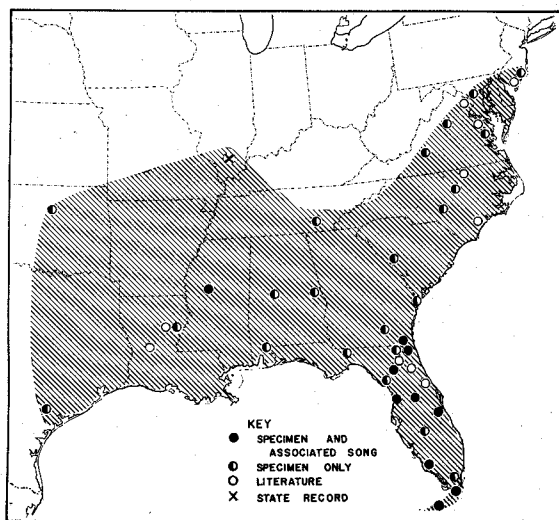 KEY
SPECIMEN AND
ASSOCIATED SONG
SPECIMEN ONLY
LITERATURE
STATE RECORD